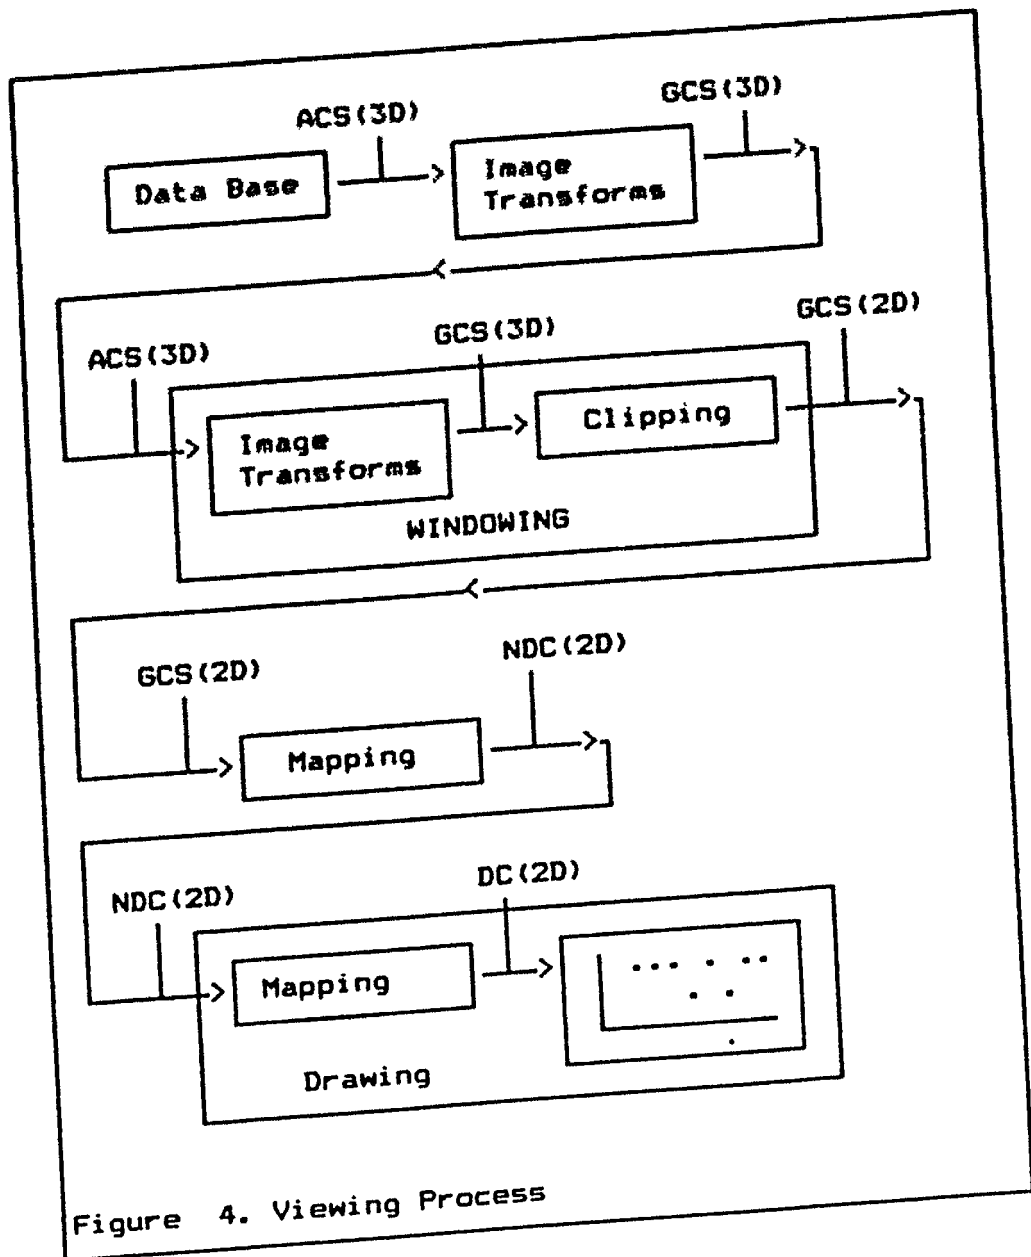 ACS(3D)
GCS(3D)
Data Base
Image
Transforms
ACS(3D)
GCS(3D)
GCS(2D)
Image
Transforms
Clipping
WINDOWING
GCS(2D)
NDC(2D)
Mapping
NDC(2D)
DC(2D)
Mapping
Drawing
Figure 4. Viewing Process